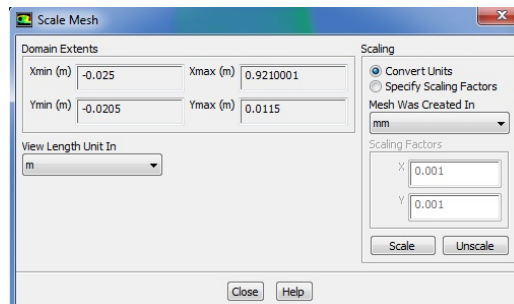 Scale Mesh
Domain Extents
Xmin (m) -0.025 Xmax (m) 0.9210001
Ymin (m) -0.0205 Ymax (m) 0.0115
View Length Unit In
m
Scaling
Convert Units
Specify Scaling Factors
Mesh Was Created In
mm
Scaling Factors
X 0.001
Y 0.001
Scale Unscale
Close Help